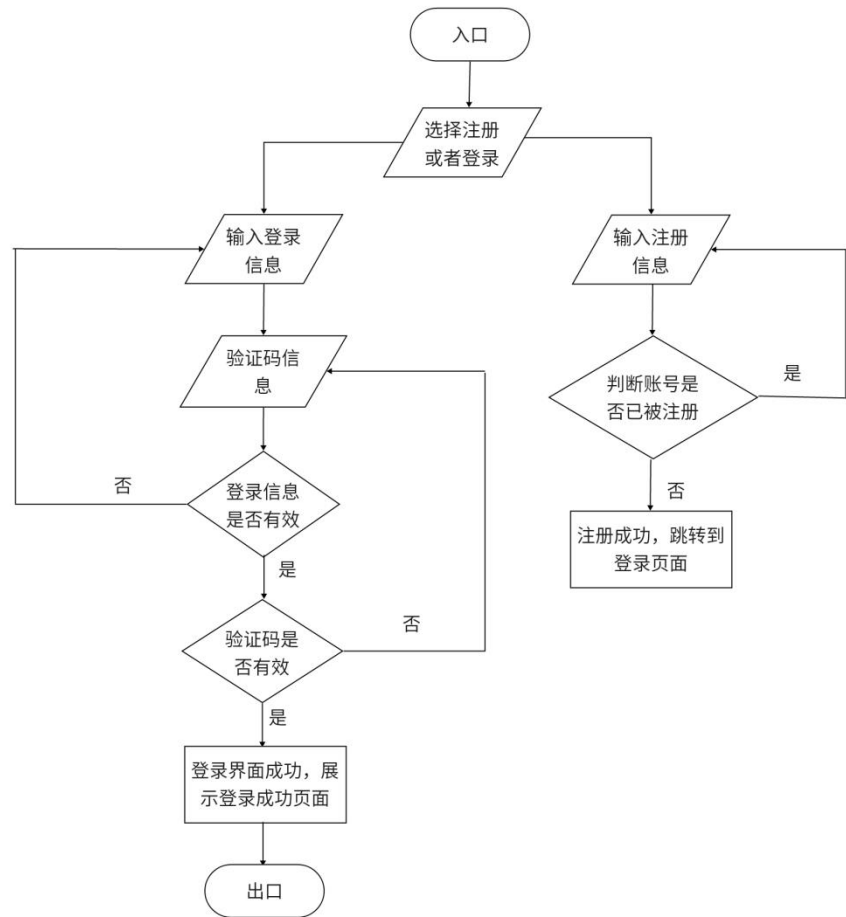 入口
选择注册
或者登录
输入登录
信息
输入注册
信息
验证码信
息
判断账号是
否已被注册
是
否
登录信息
是否有效
否
注册成功，跳转到
登录页面
是
验证码是
否有效
否
是
登录界面成功，展
示登录成功页面
出口